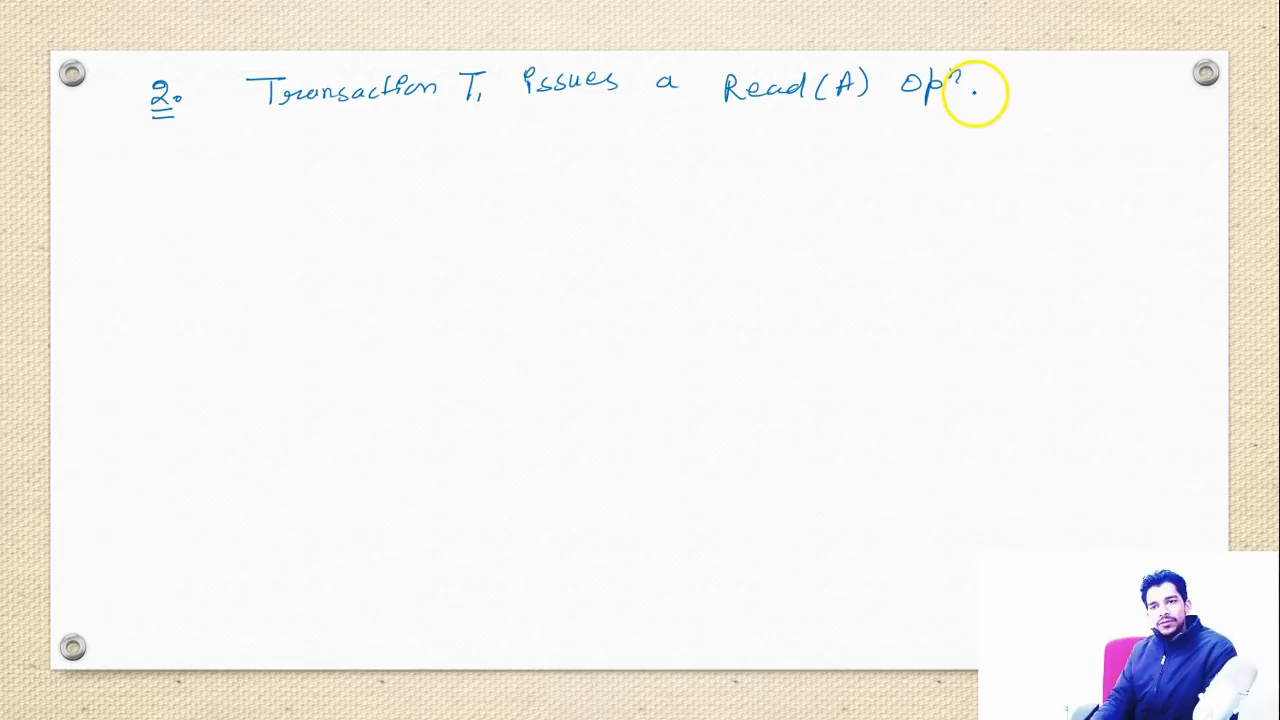 2. Transaction T₁ issues a Read(A) opⁿ.